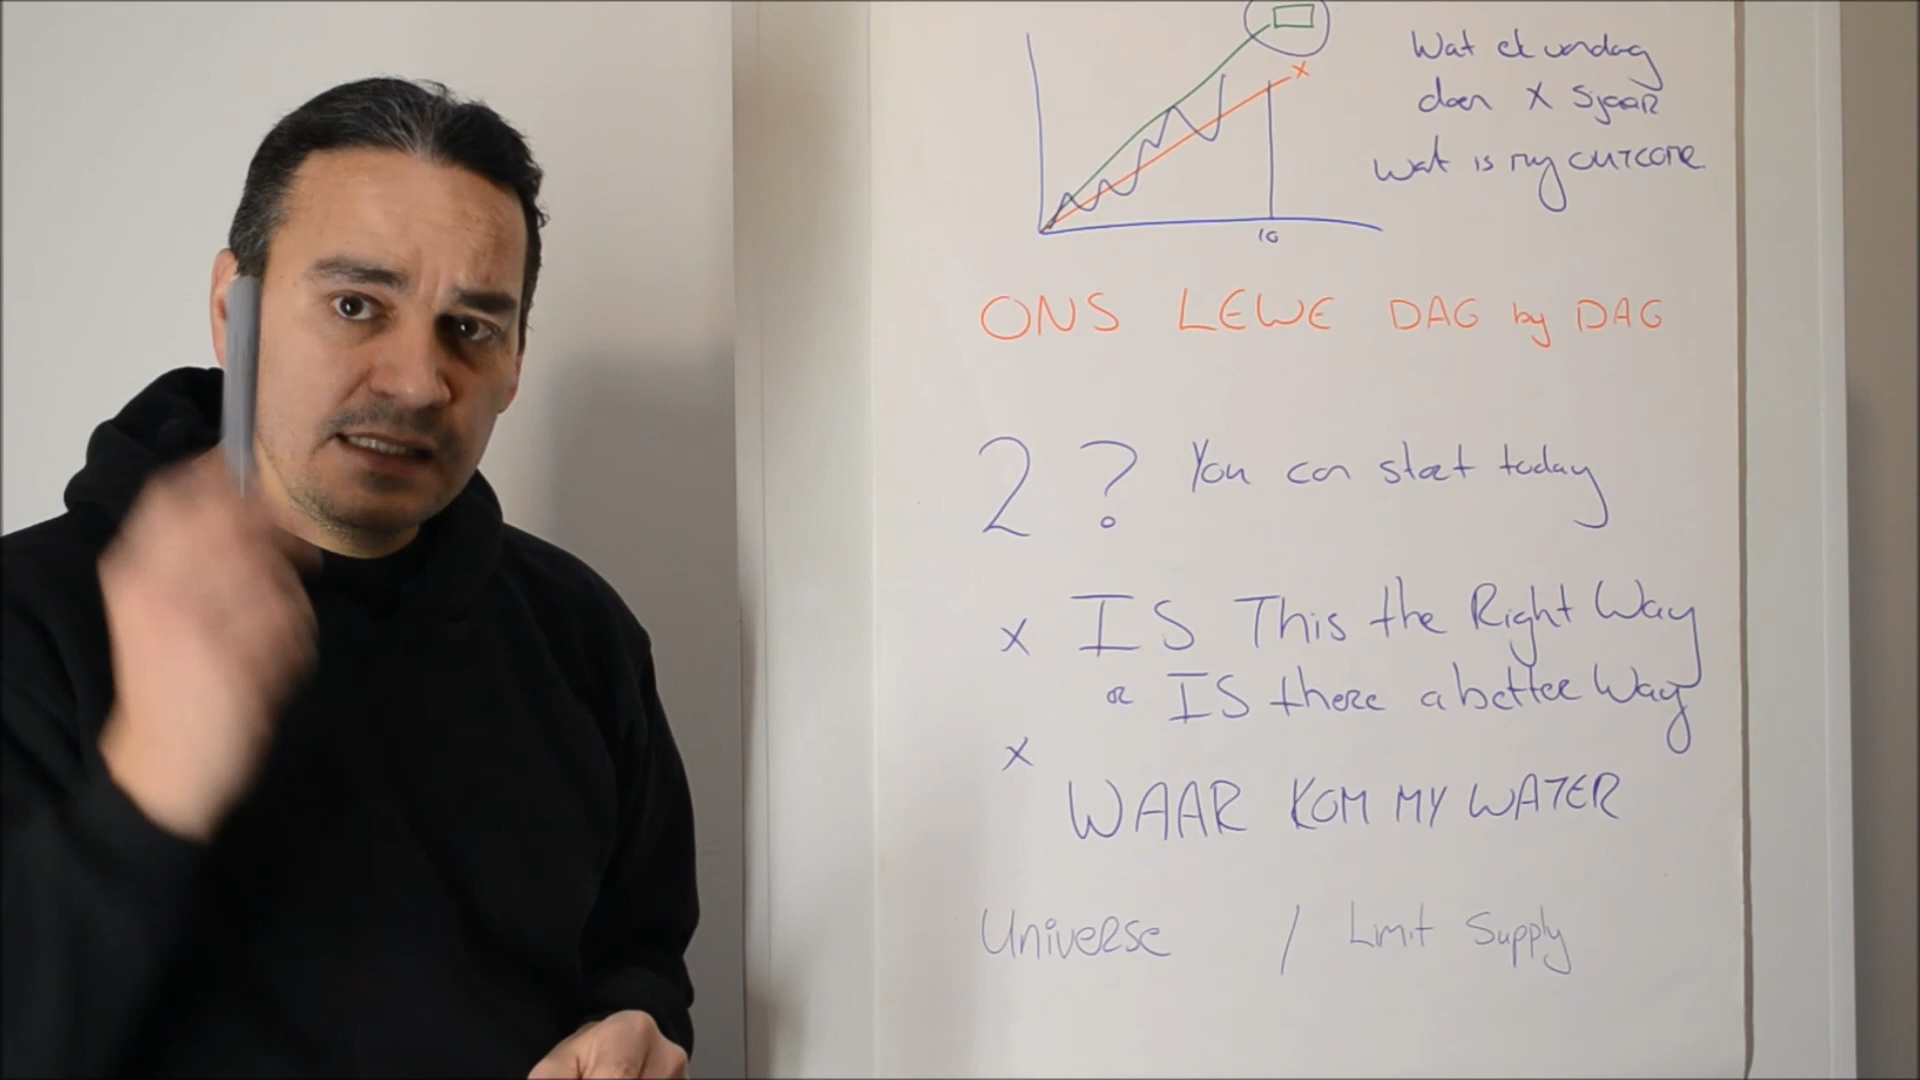 x
Wat ek vandag
doen X 5jaar
wat is my outcome
10
ONS LEWE DAG by DAG
2 ? You can start today
x IS This the Right Way
or IS there a better Way
x
WAAR KOM MY WATER
Universe / Limit Supply